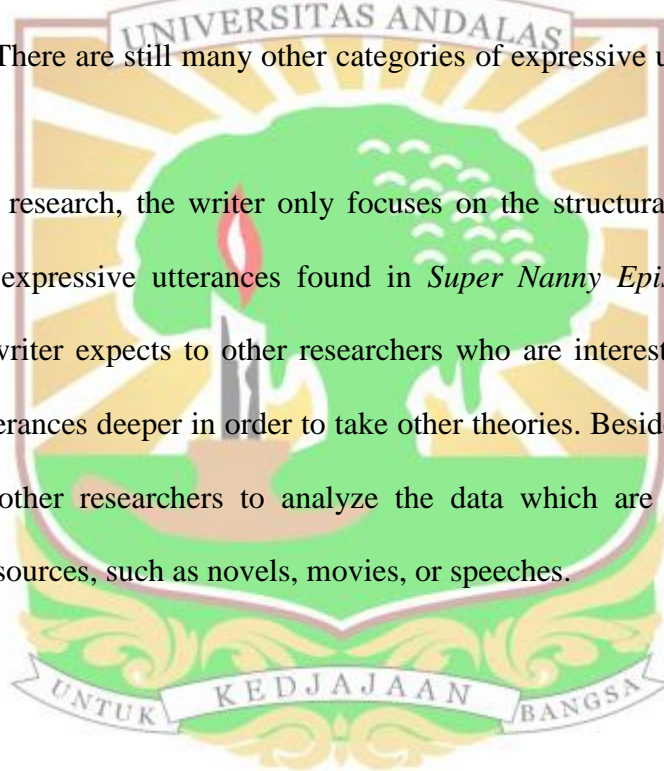 UNIVERSITAS ANDALAS
There are still many other categories of expressive u
research, the writer only focuses on the structura
expressive utterances found in Super Nanny Epis
writer expects to other researchers who are interest
erances deeper in order to take other theories. Beside
other researchers to analyze the data which are
sources, such as novels, movies, or speeches.
UNTUK KEDJAJAAN BANGSA